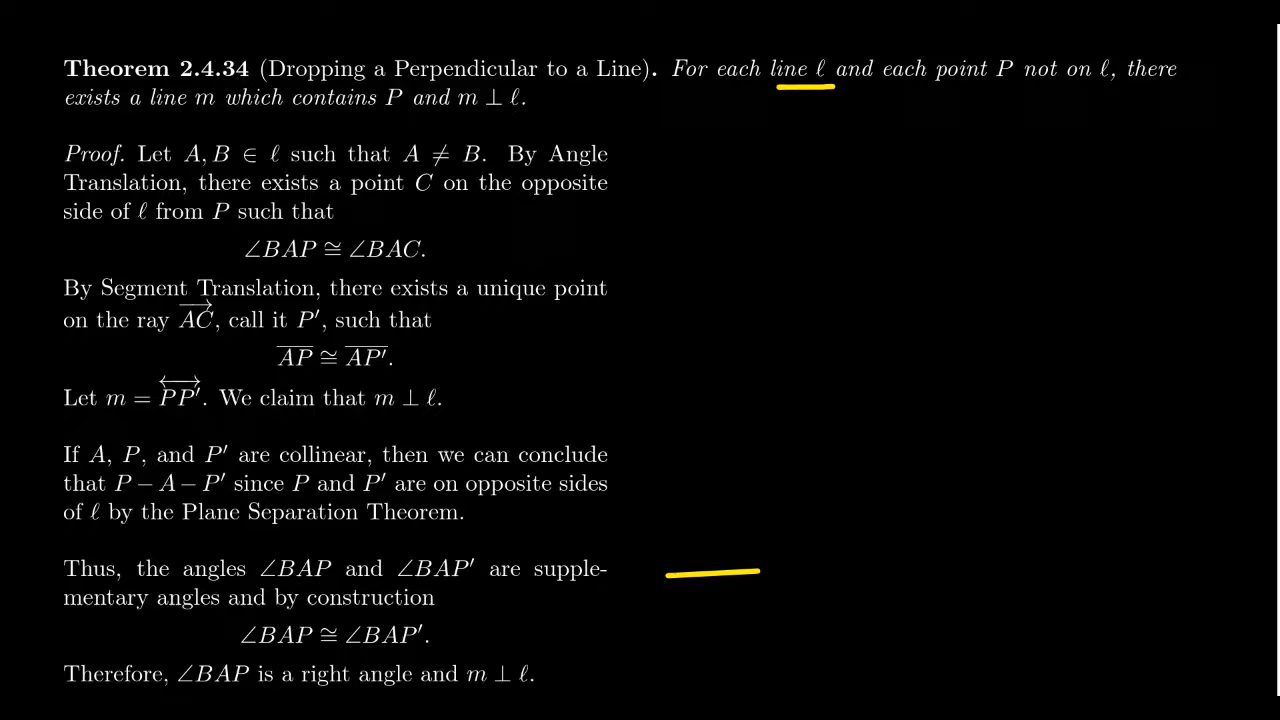 Theorem 2.4.34 (Dropping a Perpendicular to a Line). For each line ℓ and each point P not on ℓ, there
exists a line m which contains P and m ⊥ ℓ.
Proof. Let A, B ∈ ℓ such that A ≠ B. By Angle
Translation, there exists a point C on the opposite
side of ℓ from P such that
∠BAP ≅ ∠BAC.
By Segment Translation, there exists a unique point
on the ray \overrightarrow{AC}, call it P′, such that
\overline{AP} ≅ \overline{AP′}.
Let m = \overleftrightarrow{PP′}. We claim that m ⊥ ℓ.
If A, P, and P′ are collinear, then we can conclude
that P − A − P′ since P and P′ are on opposite sides
of ℓ by the Plane Separation Theorem.
Thus, the angles ∠BAP and ∠BAP′ are supple-
mentary angles and by construction
∠BAP ≅ ∠BAP′.
Therefore, ∠BAP is a right angle and m ⊥ ℓ.